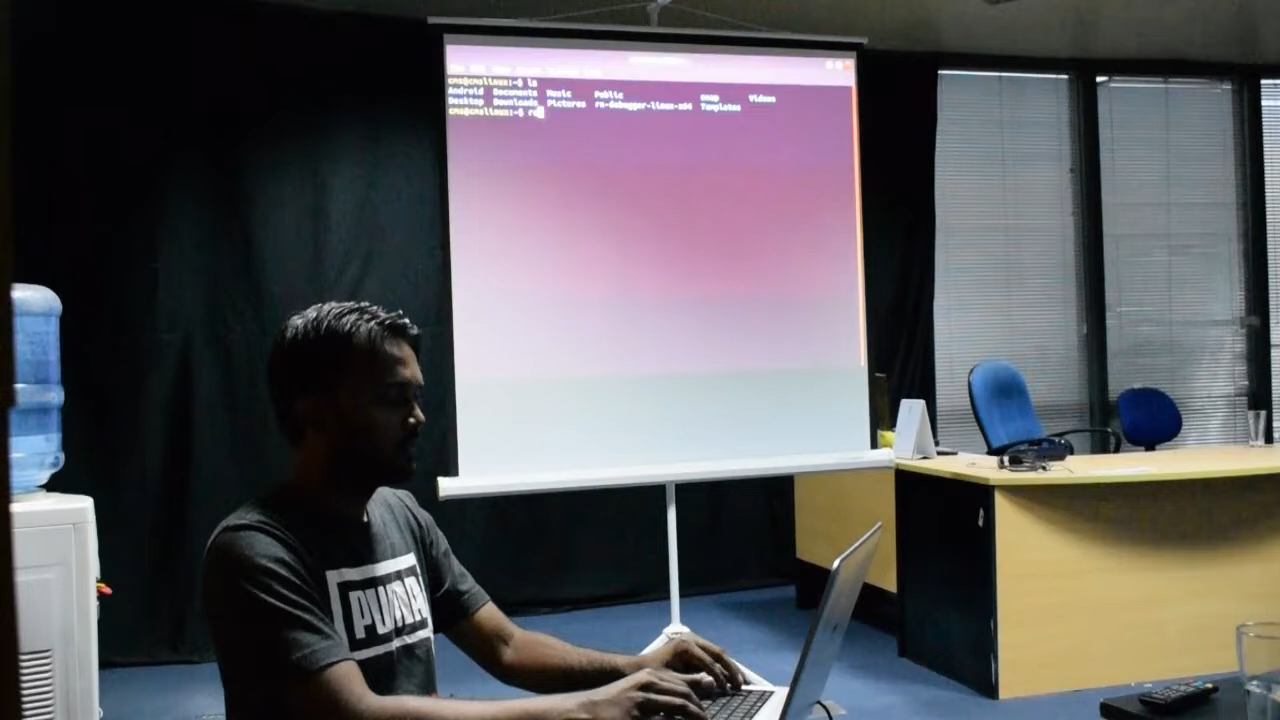 cms@cmslinux:~$ ls
Android Documents Music Public snap Videos
Desktop Downloads Pictures rn-debugger-linux-x64 Templates
cms@cmslinux:~$ re
PUMA